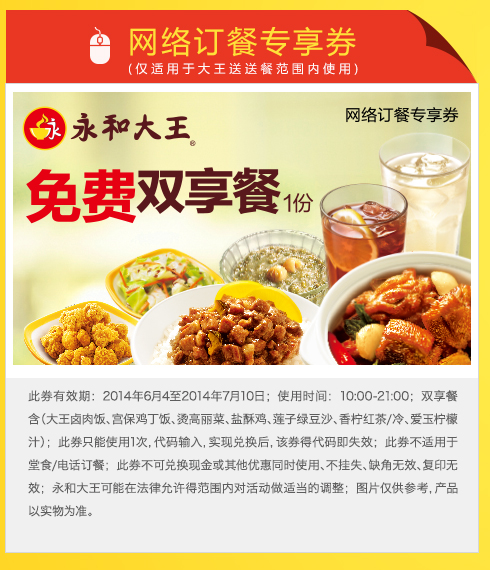 网络订餐专享券
(仅适用于大王送送餐范围内使用)
永 永和大王®
网络订餐专享券
免费双享餐 1份
此券有效期：2014年6月4至2014年7月10日；使用时间：10:00-21:00；双享餐
含(大王卤肉饭、宫保鸡丁饭、烫高丽菜、盐酥鸡、莲子绿豆沙、香柠红茶/冷、爱玉柠檬
汁)；此券只能使用1次，代码输入，实现兑换后，该券得代码即失效；此券不适用于
堂食/电话订餐；此券不可兑换现金或其他优惠同时使用、不挂失、缺角无效、复印无
效；永和大王可能在法律允许得范围内对活动做适当的调整；图片仅供参考，产品
以实物为准。